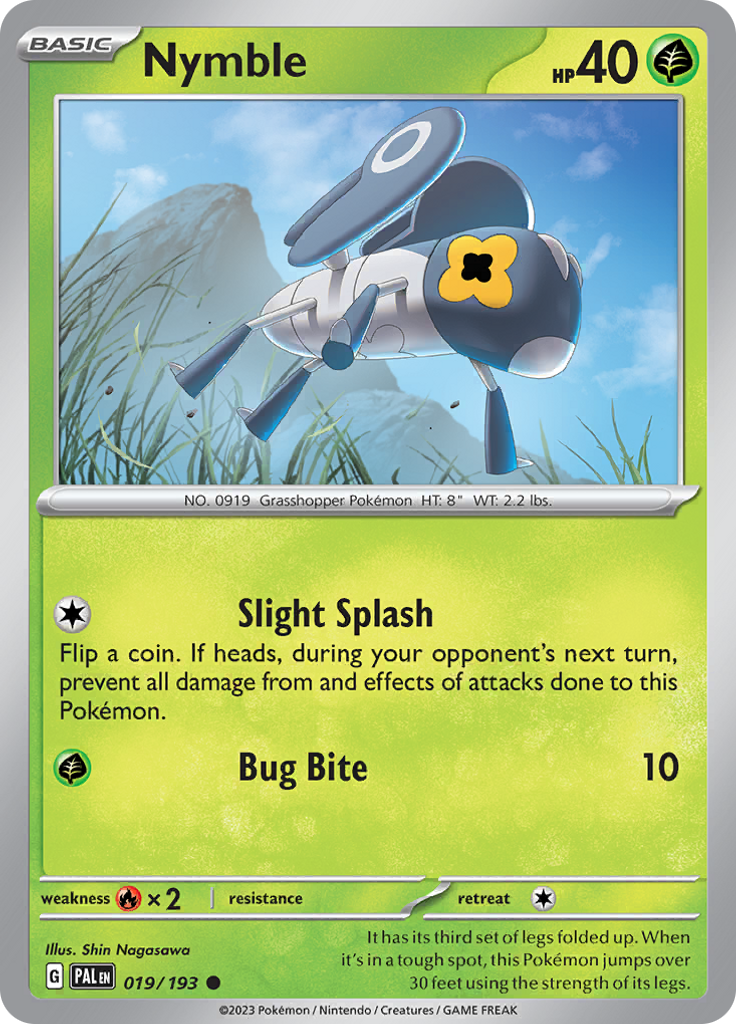 BASIC
Nymble
HP 40
NO. 0919 Grasshopper Pokémon HT: 8" WT: 2.2 lbs.
Slight Splash
Flip a coin. If heads, during your opponent's next turn,
prevent all damage from and effects of attacks done to this
Pokémon.
Bug Bite 10
weakness ×2 resistance retreat
Illus. Shin Nagasawa
G PAL EN 019/193
It has its third set of legs folded up. When
it's in a tough spot, this Pokémon jumps over
30 feet using the strength of its legs.
©2023 Pokémon / Nintendo / Creatures / GAME FREAK